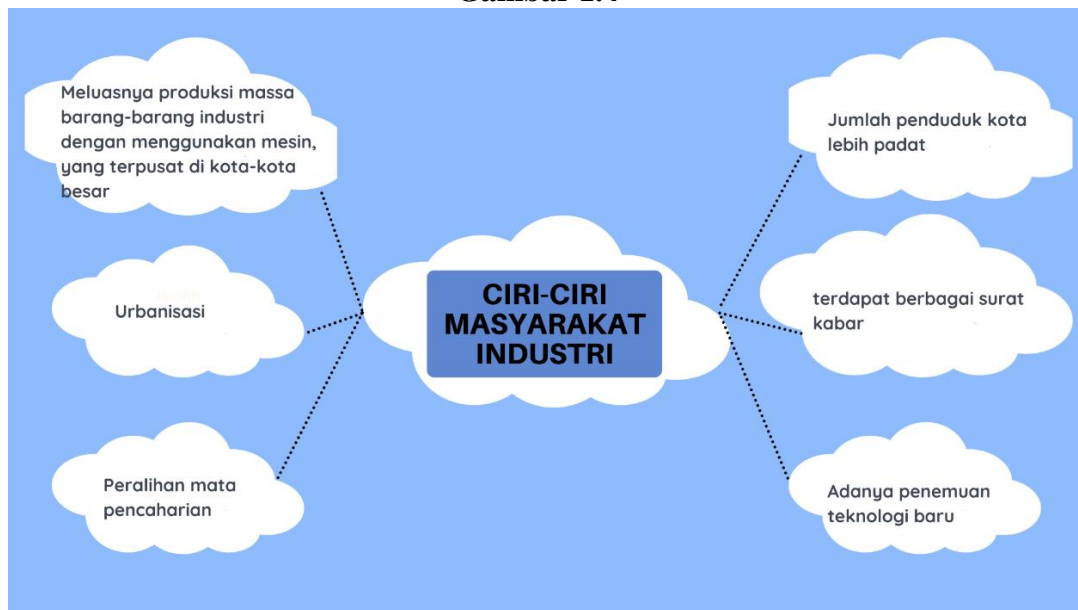 Meluasnya produksi massa
barang-barang industri
dengan menggunakan mesin,
yang terpusat di kota-kota
besar
Urbanisasi
Peralihan mata
pencaharian
CIRI-CIRI
MASYARAKAT
INDUSTRI
Jumlah penduduk kota
lebih padat
terdapat berbagai surat
kabar
Adanya penemuan
teknologi baru